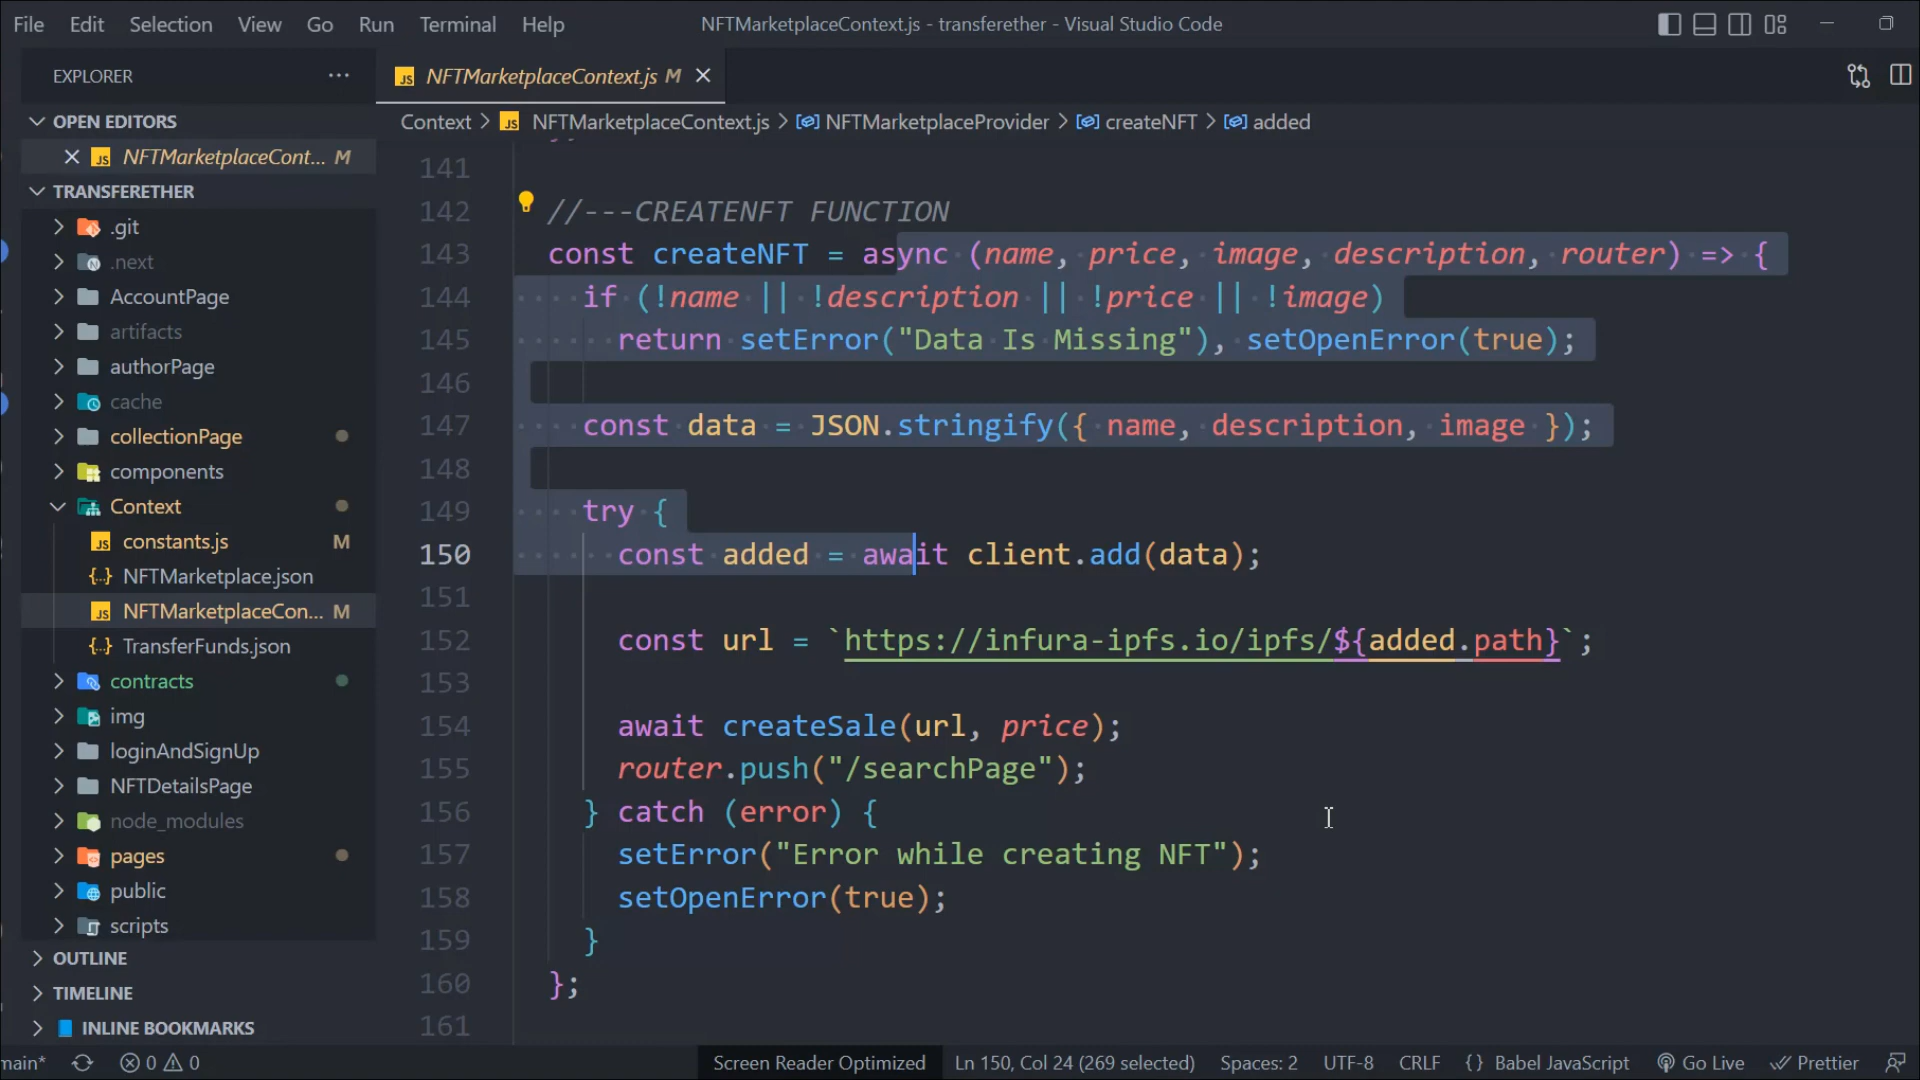 File Edit Selection View Go Run Terminal Help NFTMarketplaceContext.js - transferether - Visual Studio Code
EXPLORER ···
NFTMarketplaceContext.js M
Context > NFTMarketplaceContext.js > NFTMarketplaceProvider > createNFT > added
OPEN EDITORS
NFTMarketplaceCont... M
TRANSFERETHER
.git
.next
AccountPage
artifacts
authorPage
cache
collectionPage
components
Context
constants.js M
NFTMarketplace.json
NFTMarketplaceCon... M
TransferFunds.json
contracts
img
loginAndSignUp
NFTDetailsPage
node_modules
pages
public
scripts
OUTLINE
TIMELINE
INLINE BOOKMARKS
141
142 //---CREATENFT FUNCTION
143 const createNFT = async (name, price, image, description, router) => {
144 if (!name || !description || !price || !image)
145 return setError("Data Is Missing"), setOpenError(true);
146
147 const data = JSON.stringify({ name, description, image });
148
149 try {
150 const added = await client.add(data);
151
152 const url = `https://infura-ipfs.io/ipfs/${added.path}`;
153
154 await createSale(url, price);
155 router.push("/searchPage");
156 } catch (error) {
157 setError("Error while creating NFT");
158 setOpenError(true);
159 }
160 };
161
main* 0 0 Screen Reader Optimized Ln 150, Col 24 (269 selected) Spaces: 2 UTF-8 CRLF {} Babel JavaScript Go Live Prettier